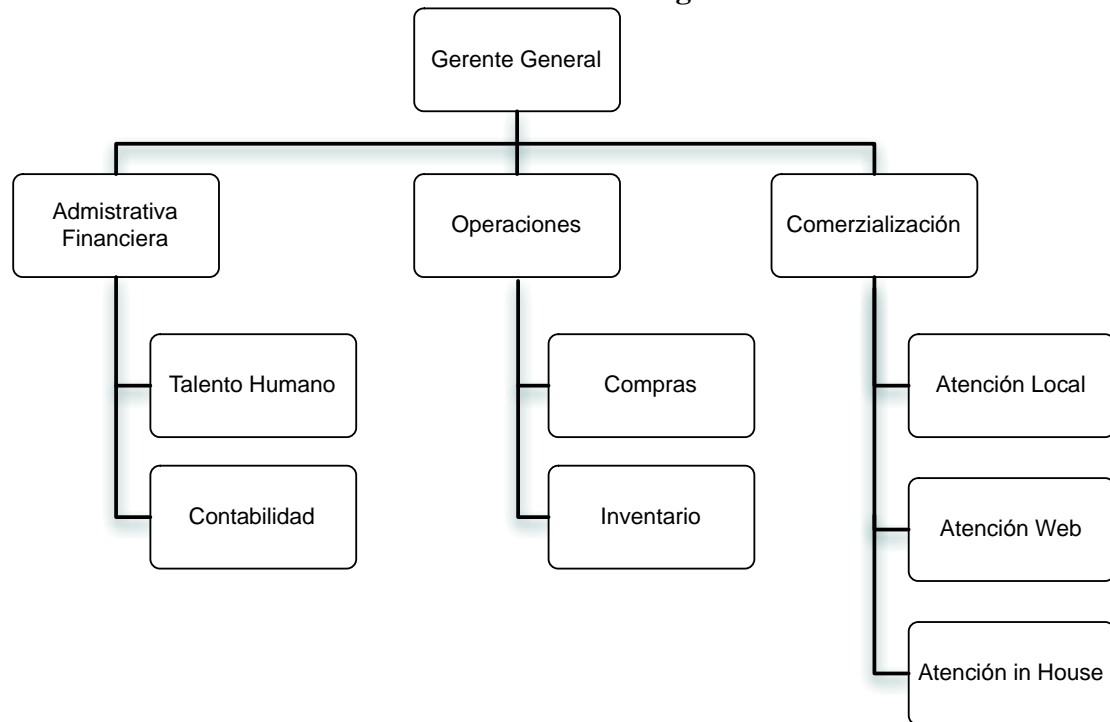 Gerente General
Admistrativa
Financiera
Operaciones
Comerzialización
Talento Humano
Compras
Atención Local
Contabilidad
Inventario
Atención Web
Atención in House